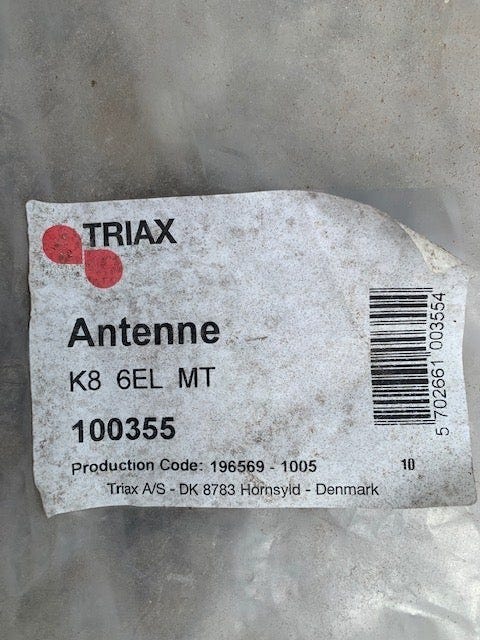 TRIAX
Antenne
K8 6EL MT
100355
Production Code: 196569 - 1005 10
Triax A/S - DK 8783 Hornsyld - Denmark
5 702661 003554